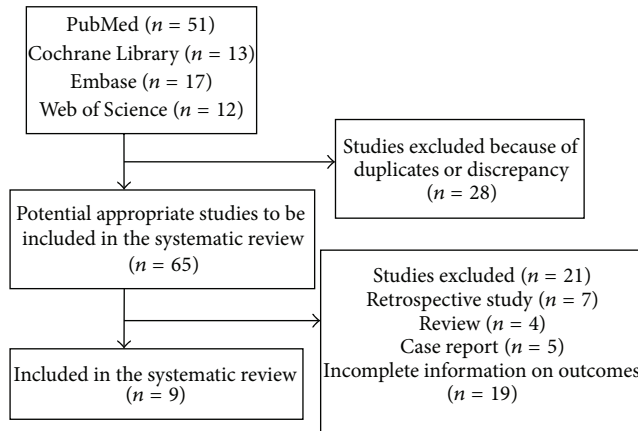 PubMed (n = 51)
Cochrane Library (n = 13)
Embase (n = 17)
Web of Science (n = 12)
Studies excluded because of
duplicates or discrepancy
(n = 28)
Potential appropriate studies to be
included in the systematic review
(n = 65)
Studies excluded (n = 21)
Retrospective study (n = 7)
Review (n = 4)
Case report (n = 5)
Incomplete information on outcomes
(n = 19)
Included in the systematic review
(n = 9)